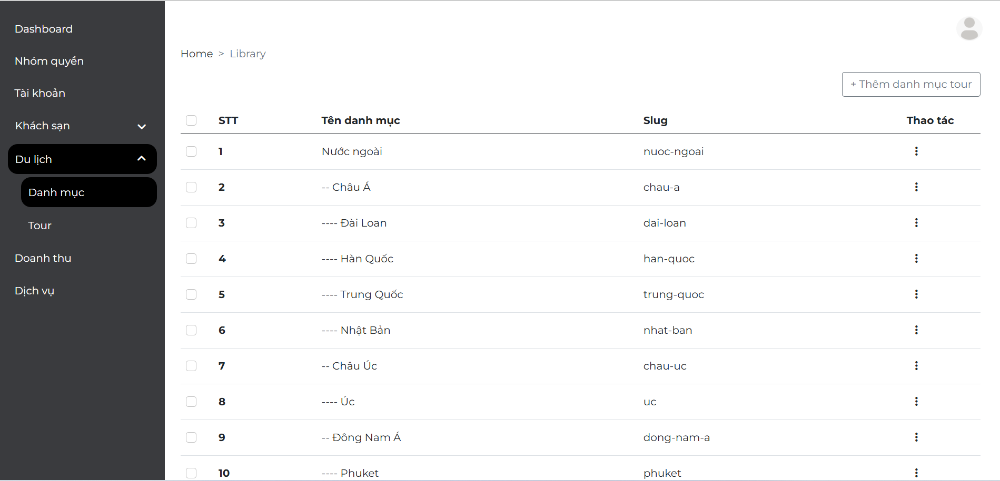 Dashboard
Nhóm quyền
Tài khoản
Khách sạn
Du lịch
Danh mục
Tour
Doanh thu
Dịch vụ
Home > Library
+ Thêm danh mục tour
STT Tên danh mục Slug Thao tác
1 Nước ngoài nuoc-ngoai
2 -- Châu Á chau-a
3 ---- Đài Loan dai-loan
4 ---- Hàn Quốc han-quoc
5 ---- Trung Quốc trung-quoc
6 ---- Nhật Bản nhat-ban
7 -- Châu Úc chau-uc
8 ---- Úc uc
9 -- Đông Nam Á dong-nam-a
10 ---- Phuket phuket